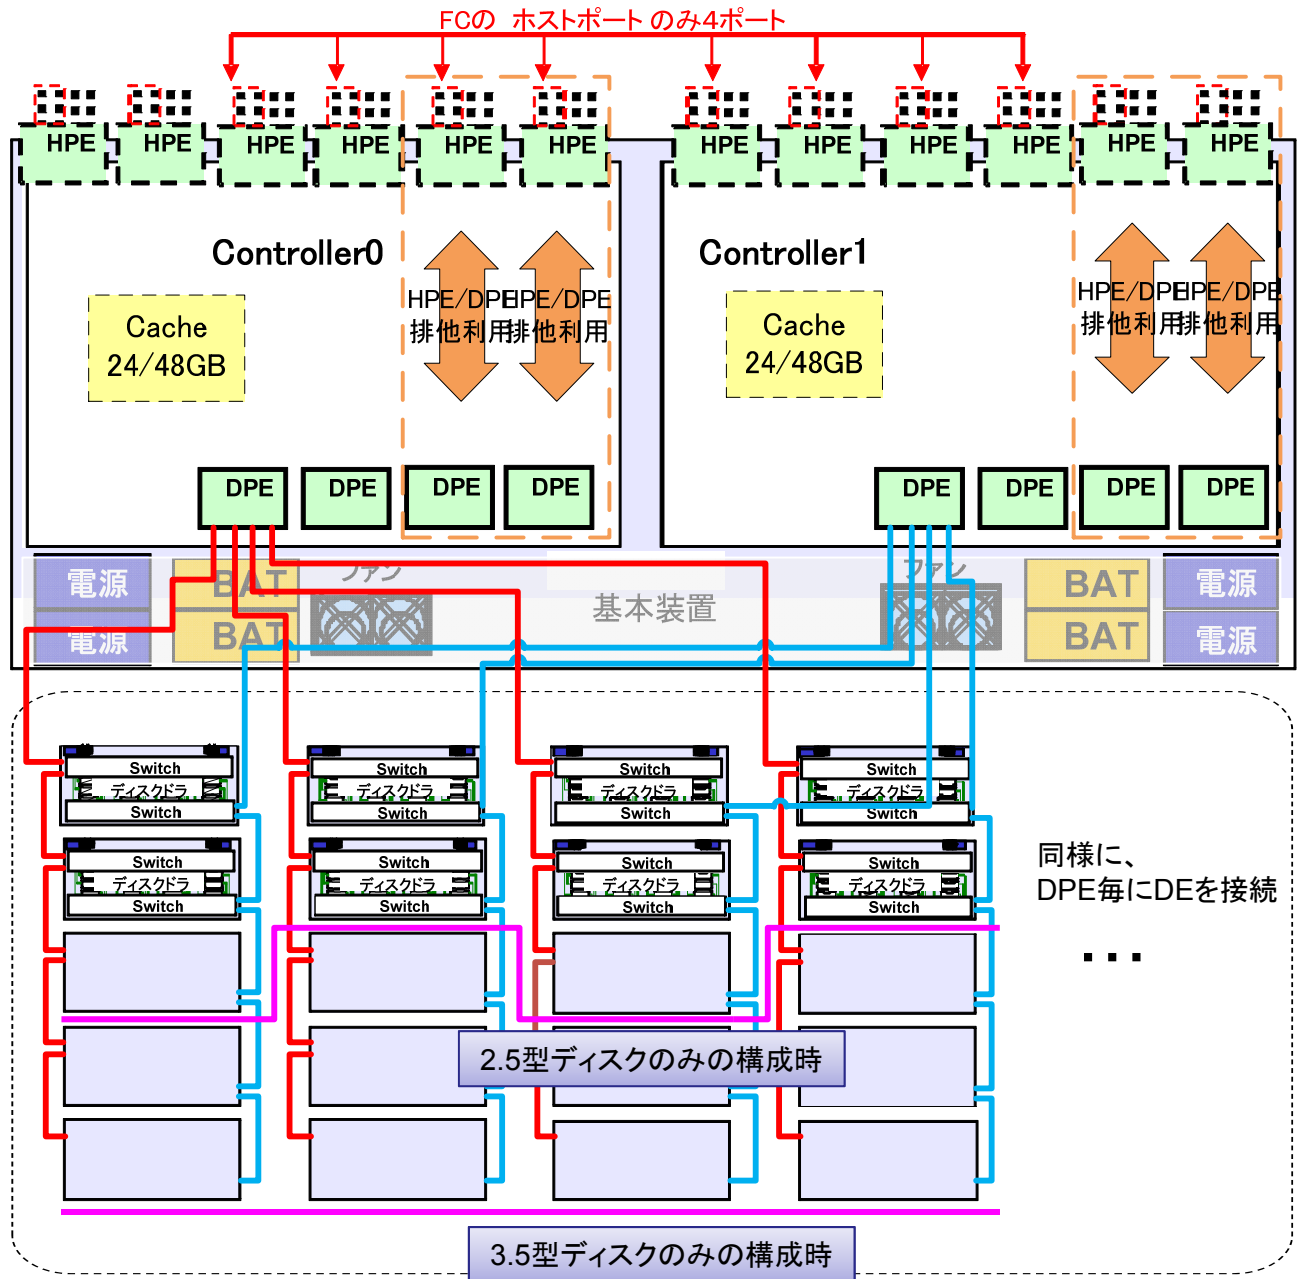 FCの ホストポート のみ4ポート
HPE HPE HPE HPE HPE HPE HPE HPE HPE HPE HPE HPE
Controller0
Controller1
HPE/DPE
排他利用
HPE/DPE
排他利用
HPE/DPE
排他利用
HPE/DPE
排他利用
Cache
24/48GB
Cache
24/48GB
DPE DPE DPE DPE DPE DPE DPE DPE
電源 BAT ファン ファン BAT 電源
基本装置
電源 BAT BAT 電源
Switch Switch Switch Switch
ディスクドラ ディスクドラ ディスクドラ ディスクドラ
Switch Switch Switch Switch
Switch Switch Switch Switch
ディスクドラ ディスクドラ ディスクドラ ディスクドラ
Switch Switch Switch Switch
同様に、
DPE毎にDEを接続
・・・
2.5型ディスクのみの構成時
3.5型ディスクのみの構成時